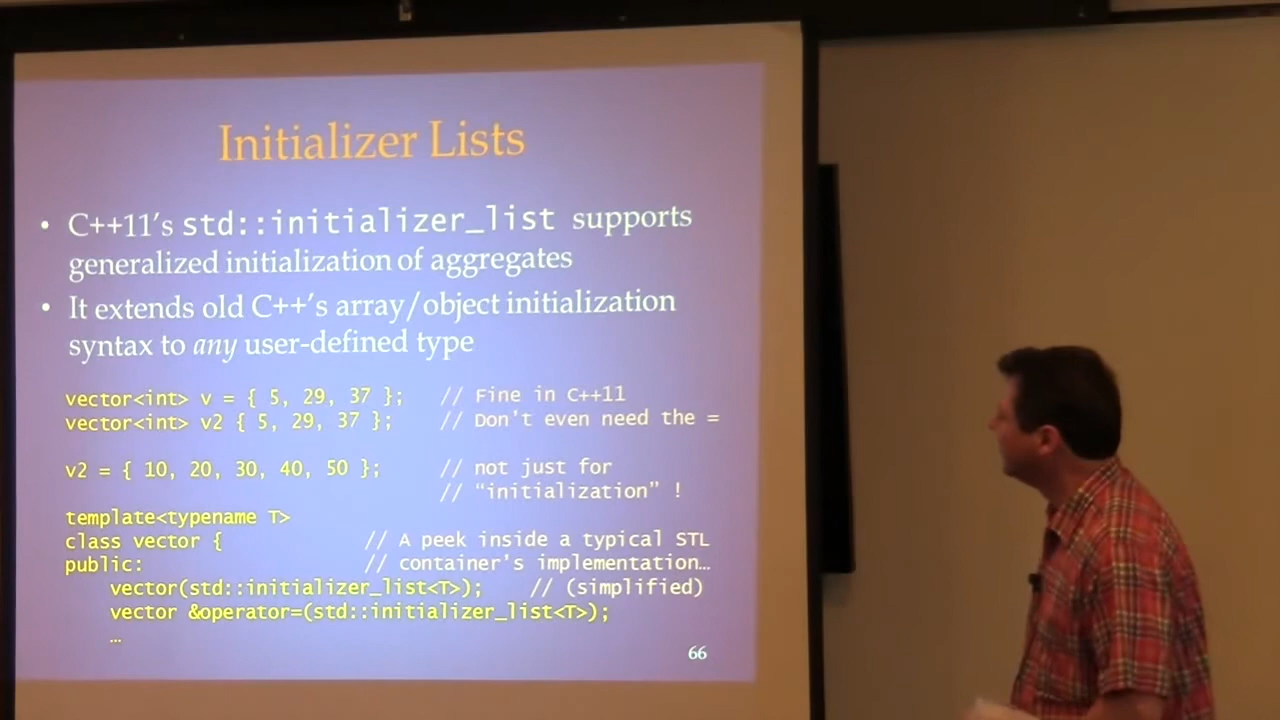 Initializer Lists
• C++11’s std::initializer_list supports
generalized initialization of aggregates
• It extends old C++’s array/object initialization
syntax to any user-defined type
vector<int> v = { 5, 29, 37 };   // Fine in C++11
vector<int> v2 { 5, 29, 37 };    // Don’t even need the =
v2 = { 10, 20, 30, 40, 50 };     // not just for
// “initialization” !
template<typename T>
class vector {             // A peek inside a typical STL
public:                    // container’s implementation…
vector(std::initializer_list<T>);    // (simplified)
vector &operator=(std::initializer_list<T>);
…
66